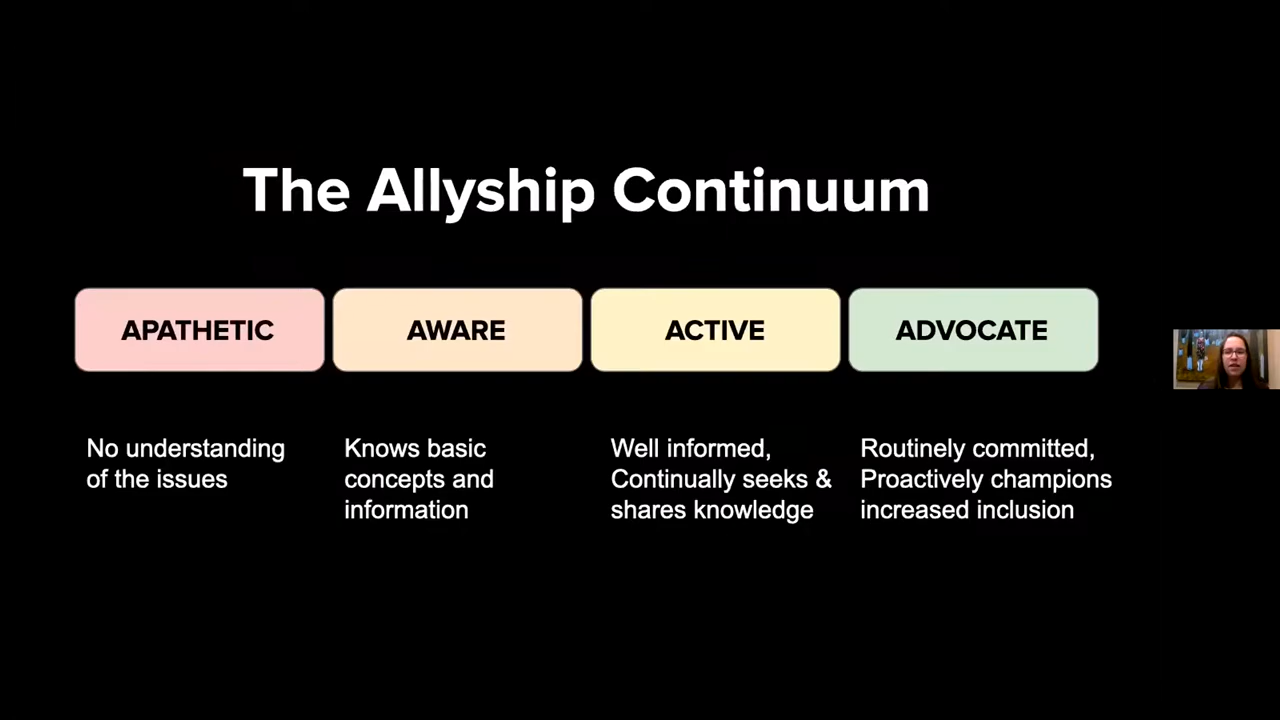 The Allyship Continuum
APATHETIC
AWARE
ACTIVE
ADVOCATE
No understanding
of the issues
Knows basic
concepts and
information
Well informed,
Continually seeks &
shares knowledge
Routinely committed,
Proactively champions
increased inclusion